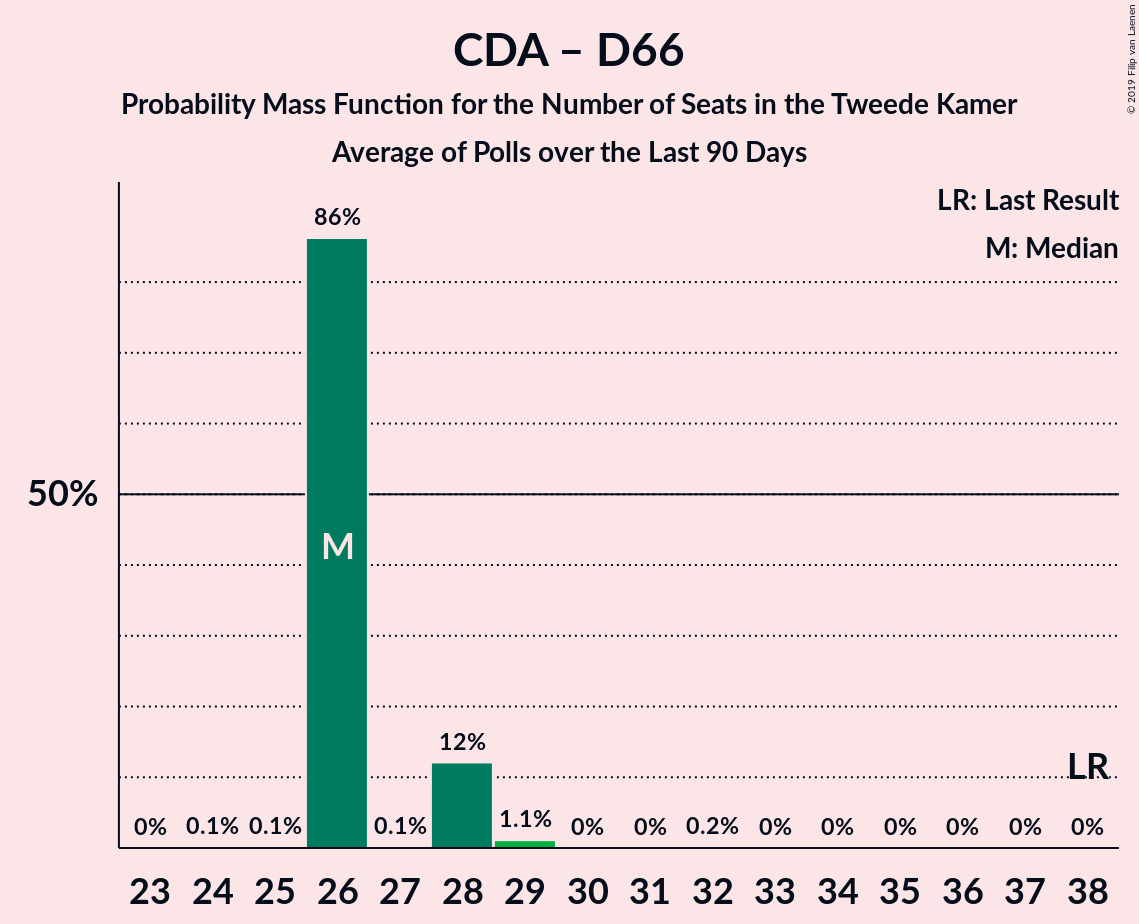 CDA – D66
Probability Mass Function for the Number of Seats in the Tweede Kamer
Average of Polls over the Last 90 Days
© 2019 Filip van Laenen
LR: Last Result
M: Median
86%
50%
M
12%
LR
0% 0.1% 0.1% 0.1% 1.1% 0% 0% 0.2% 0% 0% 0% 0% 0% 0%
23 24 25 26 27 28 29 30 31 32 33 34 35 36 37 38